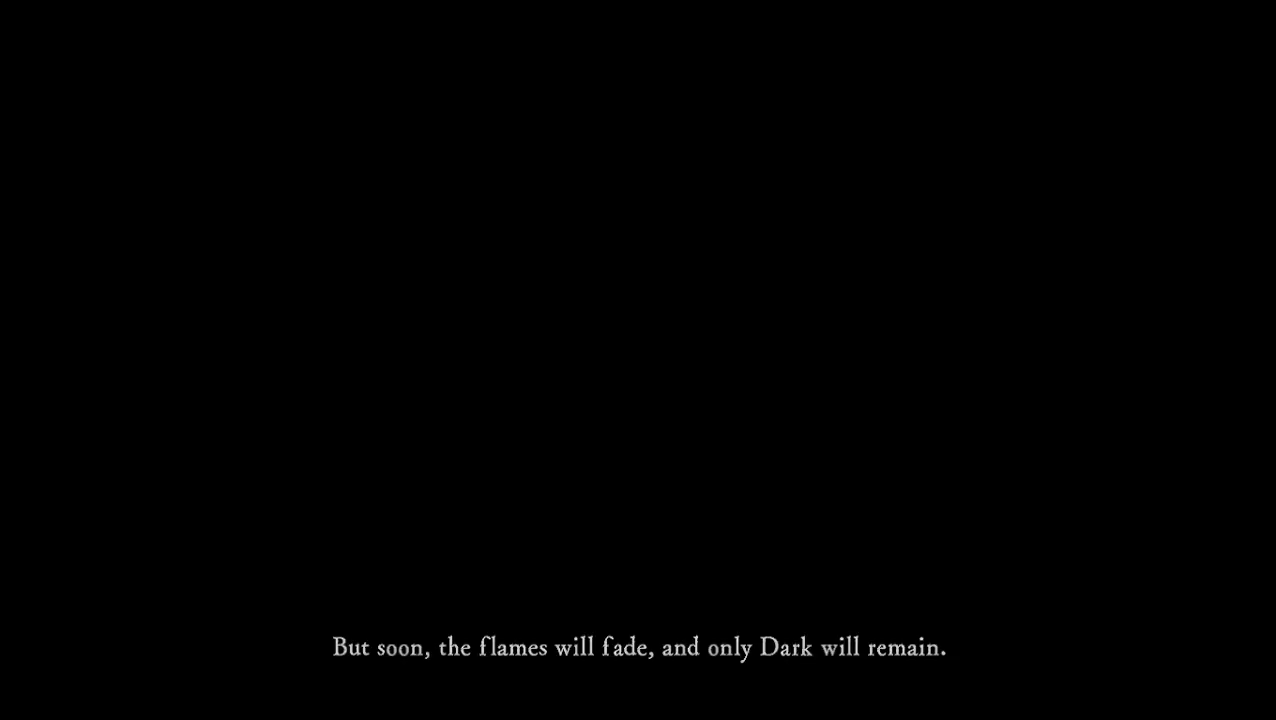 But soon, the flames will fade, and only Dark will remain.